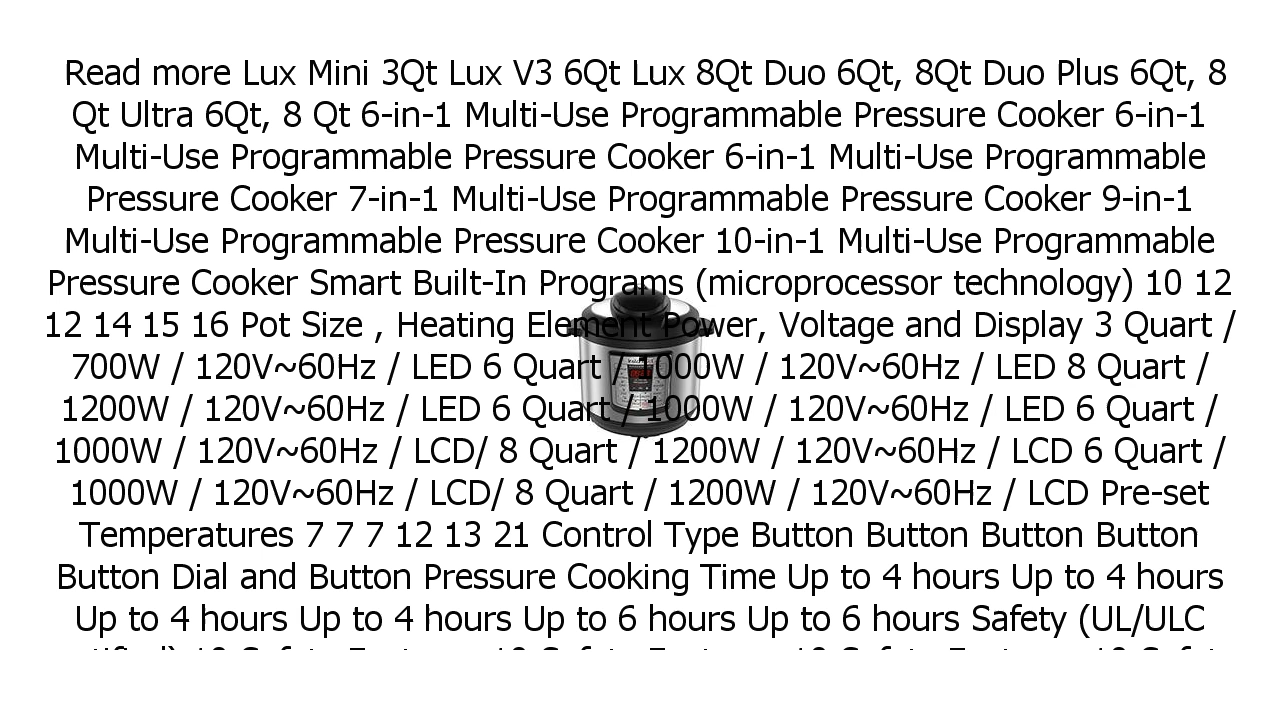 Read more Lux Mini 3Qt Lux V3 6Qt Lux 8Qt Duo 6Qt, 8Qt Duo Plus 6Qt, 8
Qt Ultra 6Qt, 8 Qt 6-in-1 Multi-Use Programmable Pressure Cooker 6-in-1
Multi-Use Programmable Pressure Cooker 6-in-1 Multi-Use Programmable
Pressure Cooker 7-in-1 Multi-Use Programmable Pressure Cooker 9-in-1
Multi-Use Programmable Pressure Cooker 10-in-1 Multi-Use Programmable
Pressure Cooker Smart Built-In Programs (microprocessor technology) 10 12
12 14 15 16 Pot Size , Heating Element Power, Voltage and Display 3 Quart /
700W / 120V~60Hz / LED 6 Quart / 1000W / 120V~60Hz / LED 8 Quart /
1200W / 120V~60Hz / LED 6 Quart / 1000W / 120V~60Hz / LED 6 Quart /
1000W / 120V~60Hz / LCD/ 8 Quart / 1200W / 120V~60Hz / LCD 6 Quart /
1000W / 120V~60Hz / LCD/ 8 Quart / 1200W / 120V~60Hz / LCD Pre-set
Temperatures 7 7 7 12 13 21 Control Type Button Button Button Button
Button Dial and Button Pressure Cooking Time Up to 4 hours Up to 4 hours
Up to 4 hours Up to 4 hours Up to 6 hours Up to 6 hours Safety (UL/ULC